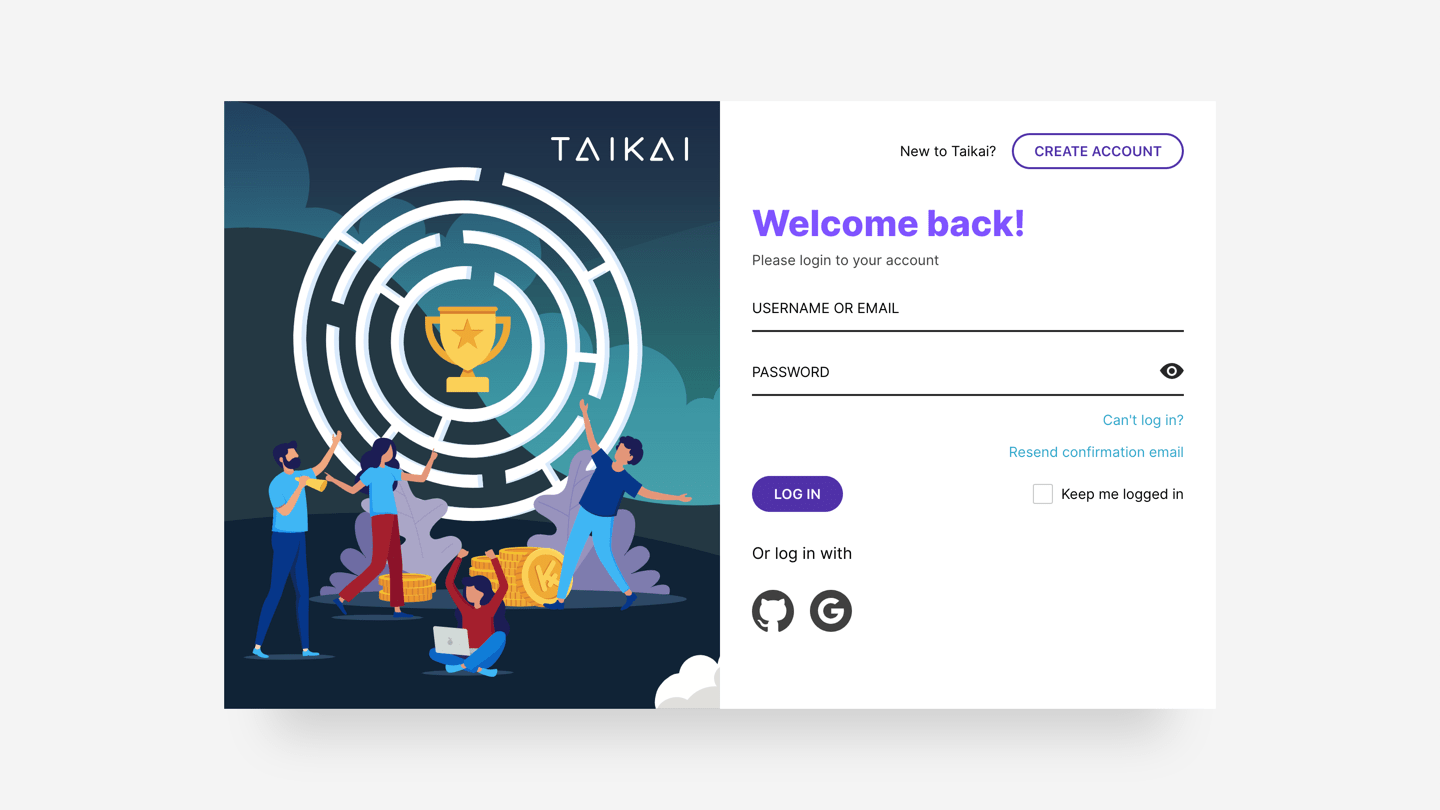 TAIKAI
New to Taikai? CREATE ACCOUNT
Welcome back!
Please login to your account
USERNAME OR EMAIL
PASSWORD
Can't log in?
Resend confirmation email
LOG IN
Keep me logged in
Or log in with